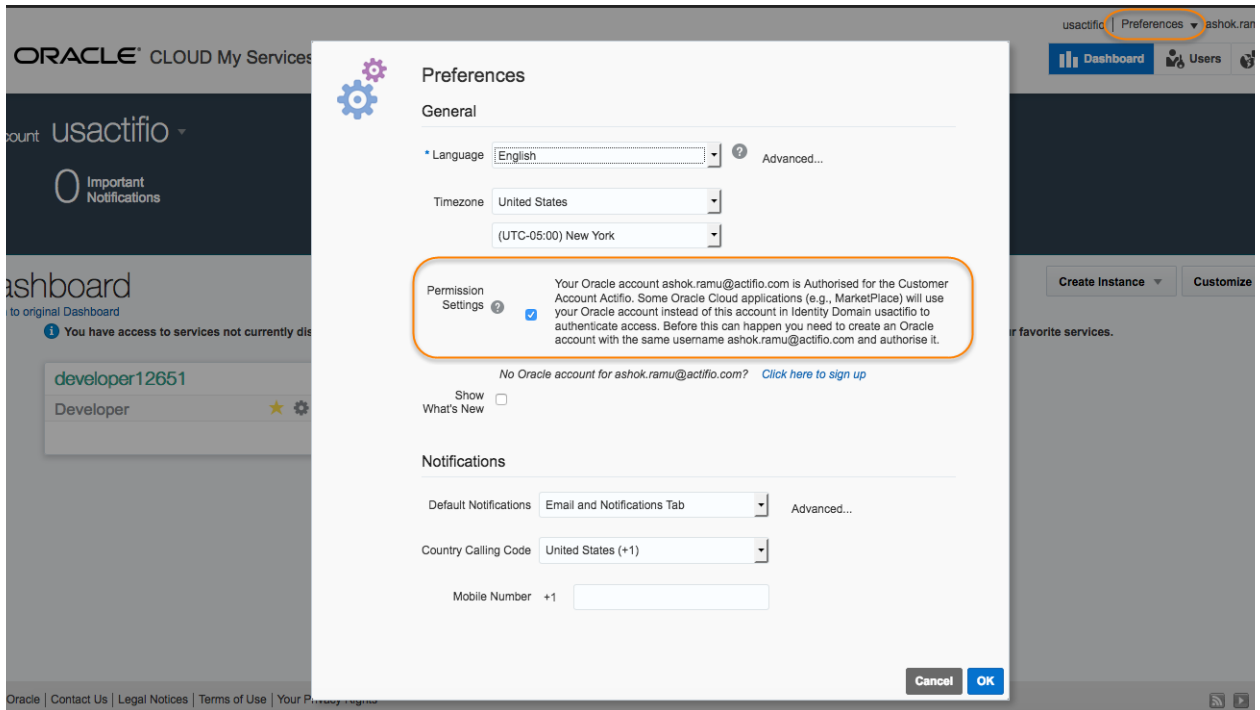 usactifio | Preferences ashok.ram
ORACLE CLOUD My Services
Dashboard Users
count usactifio
0 Important Notifications
ashboard
to original Dashboard
You have access to services not currently dis
ur favorite services.
Create Instance Customize
developer12651
Developer
Preferences
General
* Language English ? Advanced...
Timezone United States
(UTC-05:00) New York
Permission Settings ?
Your Oracle account ashok.ramu@actifio.com is Authorised for the Customer
Account Actifio. Some Oracle Cloud applications (e.g., MarketPlace) will use
your Oracle account instead of this account in Identity Domain usactifio to
authenticate access. Before this can happen you need to create an Oracle
account with the same username ashok.ramu@actifio.com and authorise it.
No Oracle account for ashok.ramu@actifio.com? Click here to sign up
Show
What's New
Notifications
Default Notifications Email and Notifications Tab Advanced...
Country Calling Code United States (+1)
Mobile Number +1
Cancel OK
Oracle | Contact Us | Legal Notices | Terms of Use | Your Privacy Rights